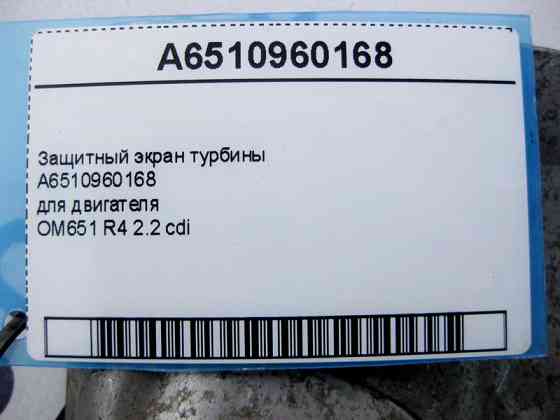 A6510960168
Защитный экран турбины
A6510960168
для двигателя
OM651 R4 2.2 cdi